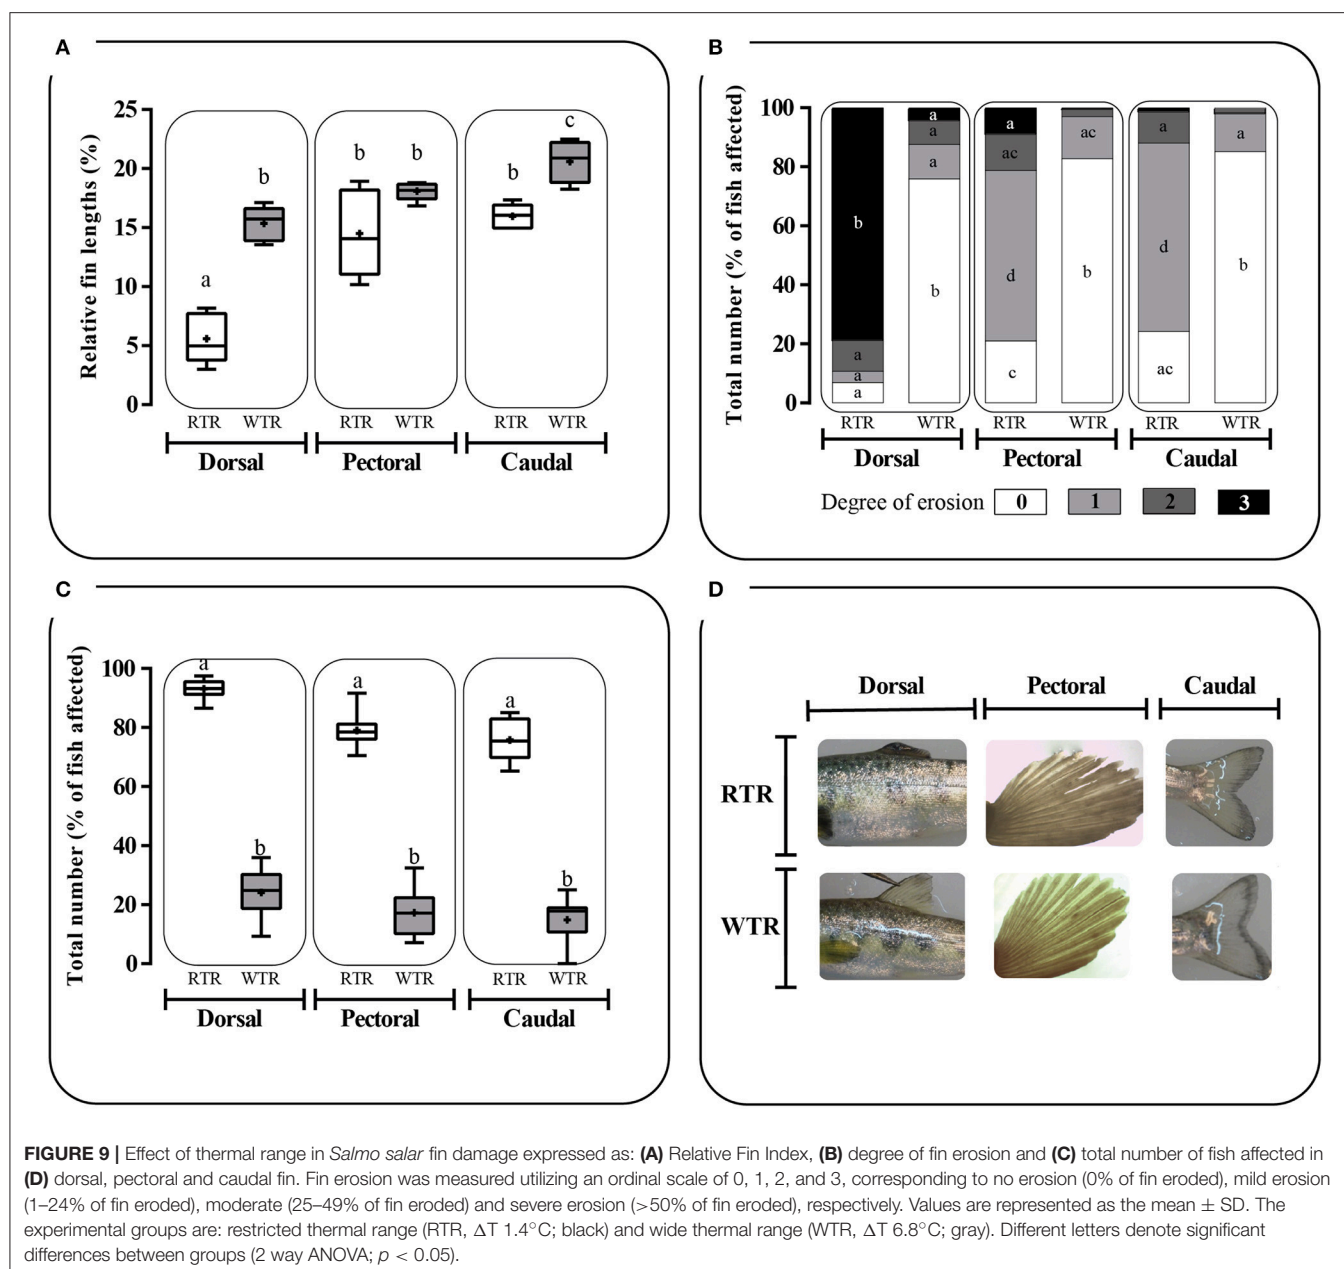 A
Relative fin lengths (%)
25
20
15
10
5
0
a
b
b
b
b
c
RTR WTR RTR WTR RTR WTR
Dorsal Pectoral Caudal
B
Total number (% of fish affected)
100
80
60
40
20
0
b
a
a
a
a
a
a
b
a
ac
d
c
ac
b
a
d
ac
a
b
RTR WTR RTR WTR RTR WTR
Dorsal Pectoral Caudal
Degree of erosion 0 1 2 3
C
Total number (% of fish affected)
100
80
60
40
20
0
a
b
a
b
a
b
RTR WTR RTR WTR RTR WTR
Dorsal Pectoral Caudal
D
Dorsal Pectoral Caudal
RTR
WTR
FIGURE 9 | Effect of thermal range in Salmo salar fin damage expressed as: (A) Relative Fin Index, (B) degree of fin erosion and (C) total number of fish affected in
(D) dorsal, pectoral and caudal fin. Fin erosion was measured utilizing an ordinal scale of 0, 1, 2, and 3, corresponding to no erosion (0% of fin eroded), mild erosion
(1–24% of fin eroded), moderate (25–49% of fin eroded) and severe erosion (>50% of fin eroded), respectively. Values are represented as the mean ± SD. The
experimental groups are: restricted thermal range (RTR, ΔT 1.4°C; black) and wide thermal range (WTR, ΔT 6.8°C; gray). Different letters denote significant
differences between groups (2 way ANOVA; p < 0.05).